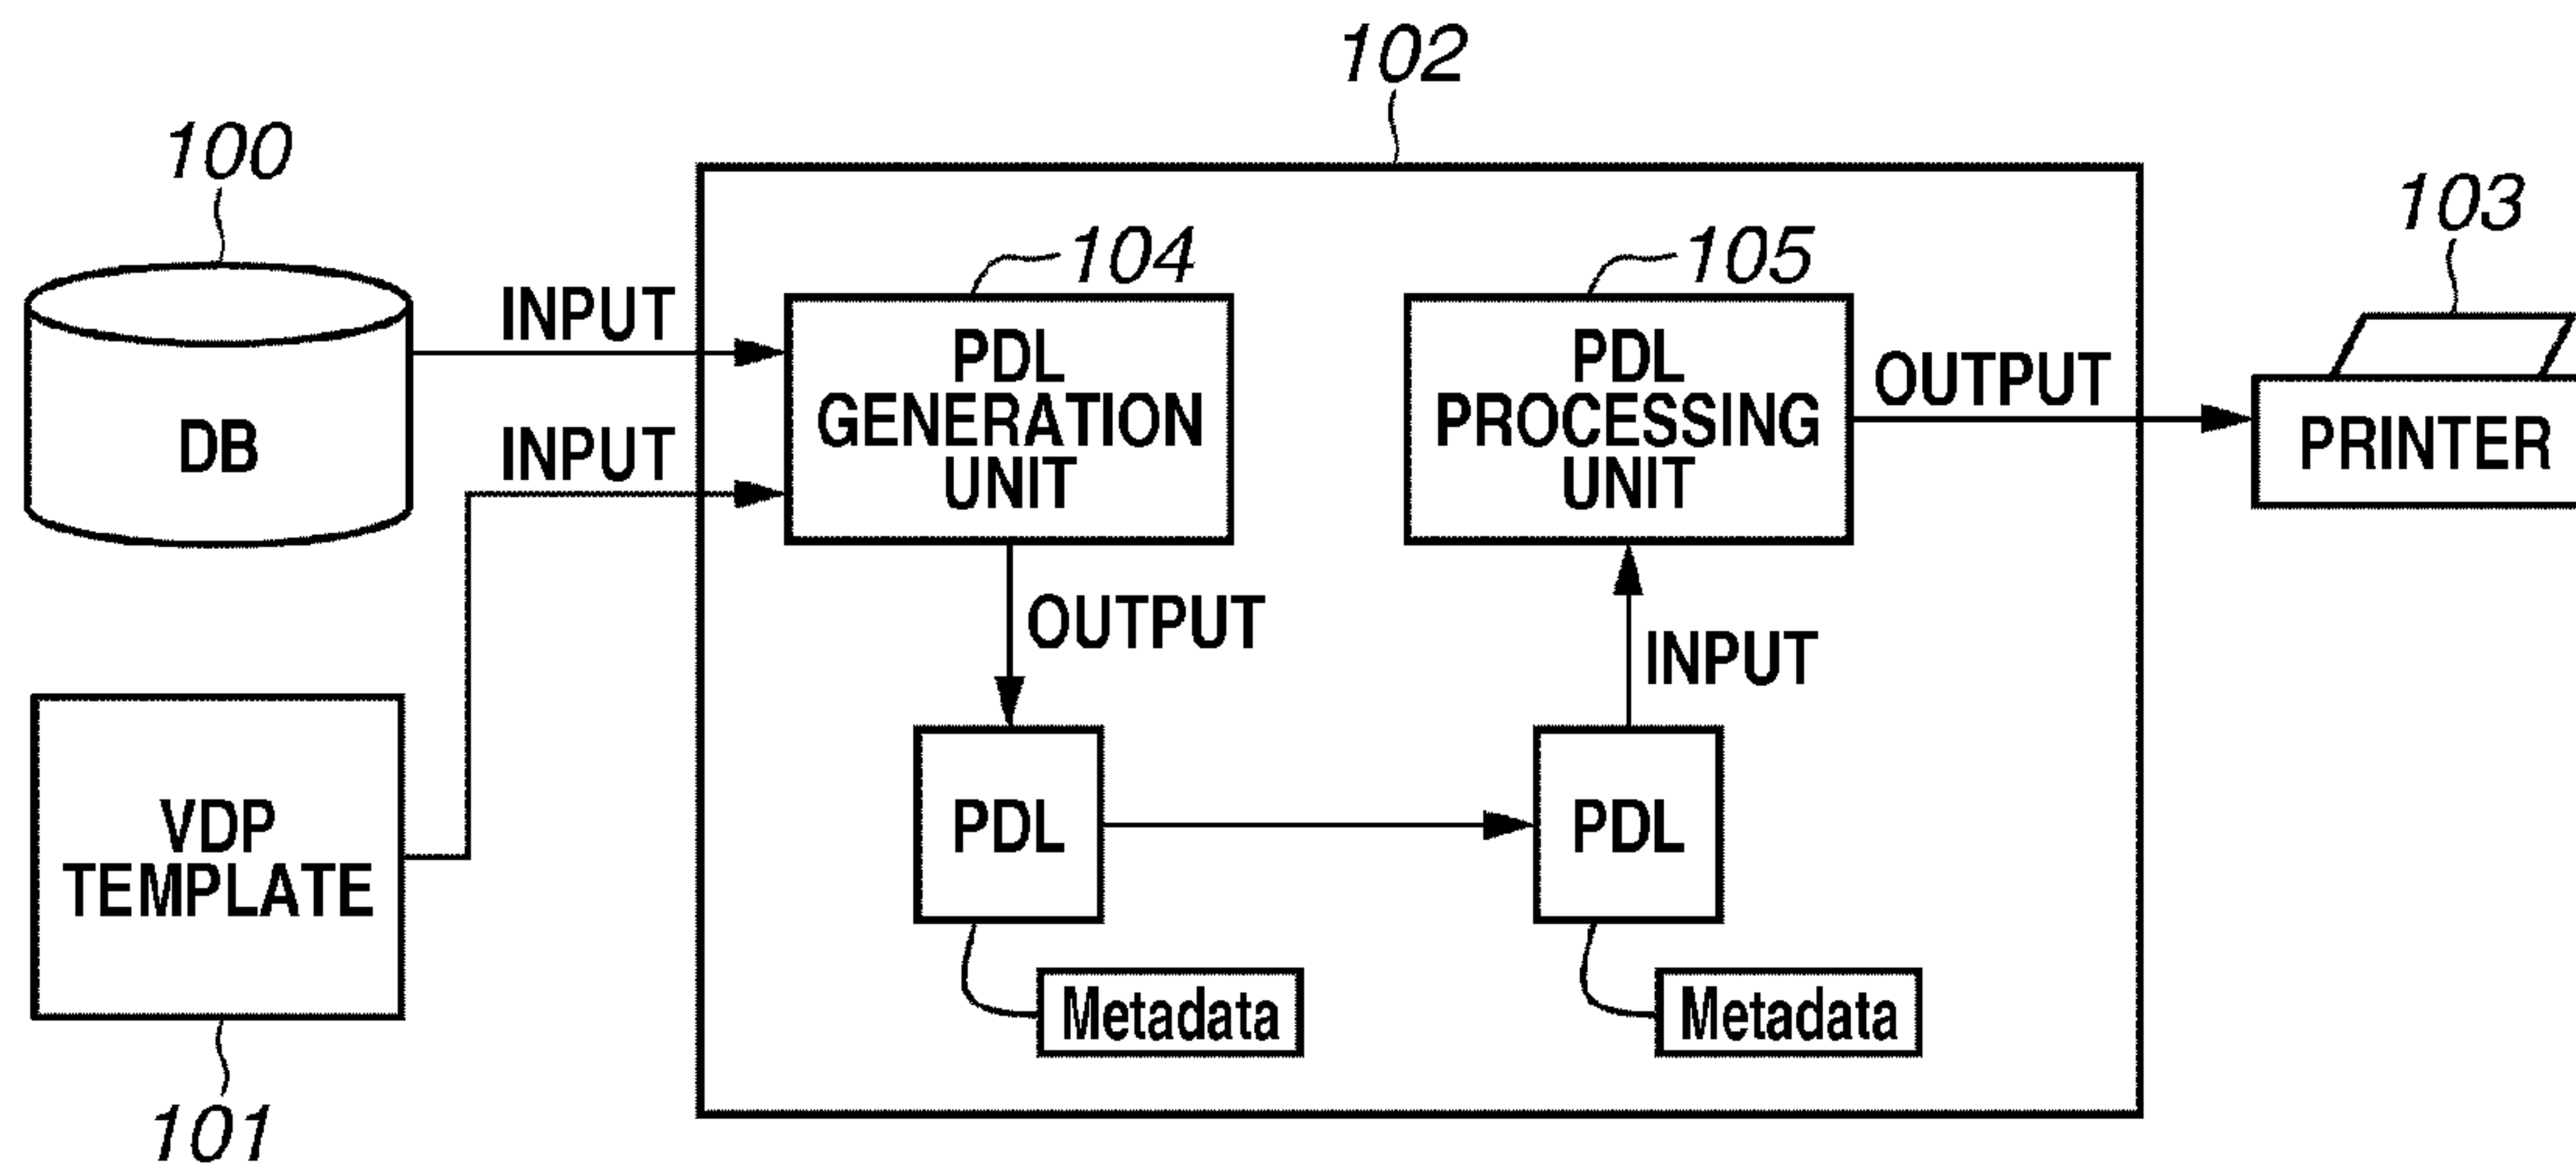 102
100
103
104
105
INPUT
PDL
GENERATION
UNIT
PDL
PROCESSING
UNIT
OUTPUT
PRINTER
DB
INPUT
OUTPUT
INPUT
VDP
TEMPLATE
PDL
PDL
Metadata
Metadata
101